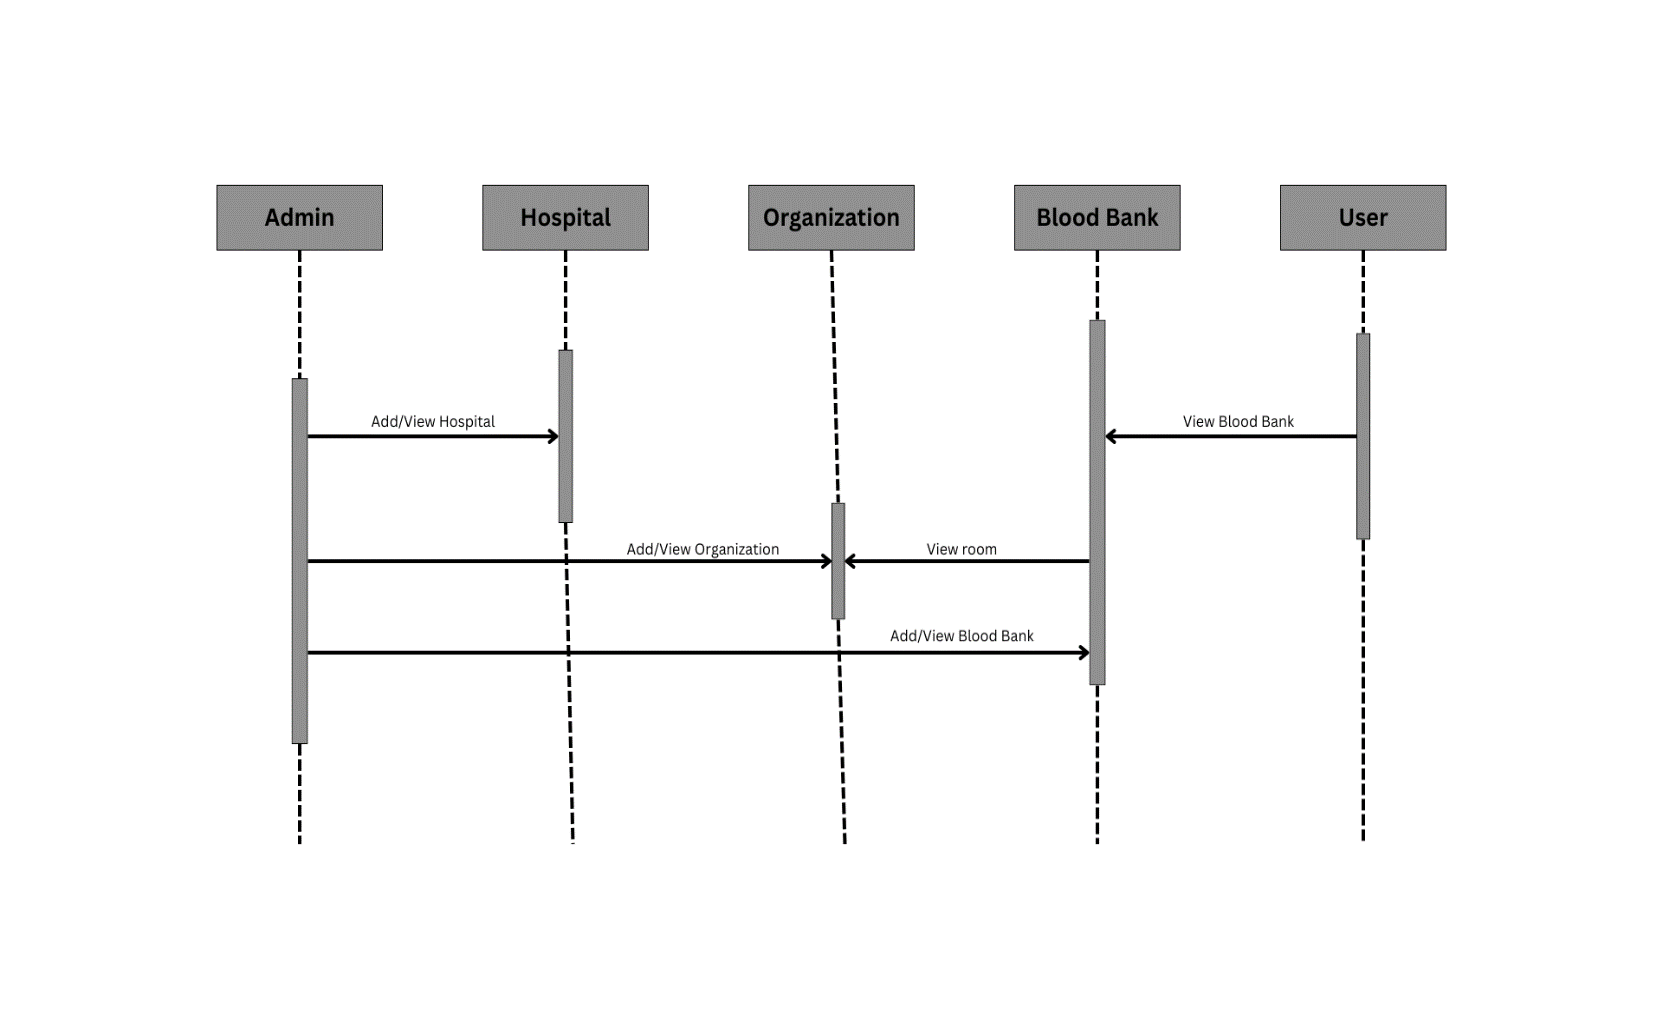 Admin
Hospital
Organization
Blood Bank
User
Add/View Hospital
View Blood Bank
Add/View Organization
View room
Add/View Blood Bank